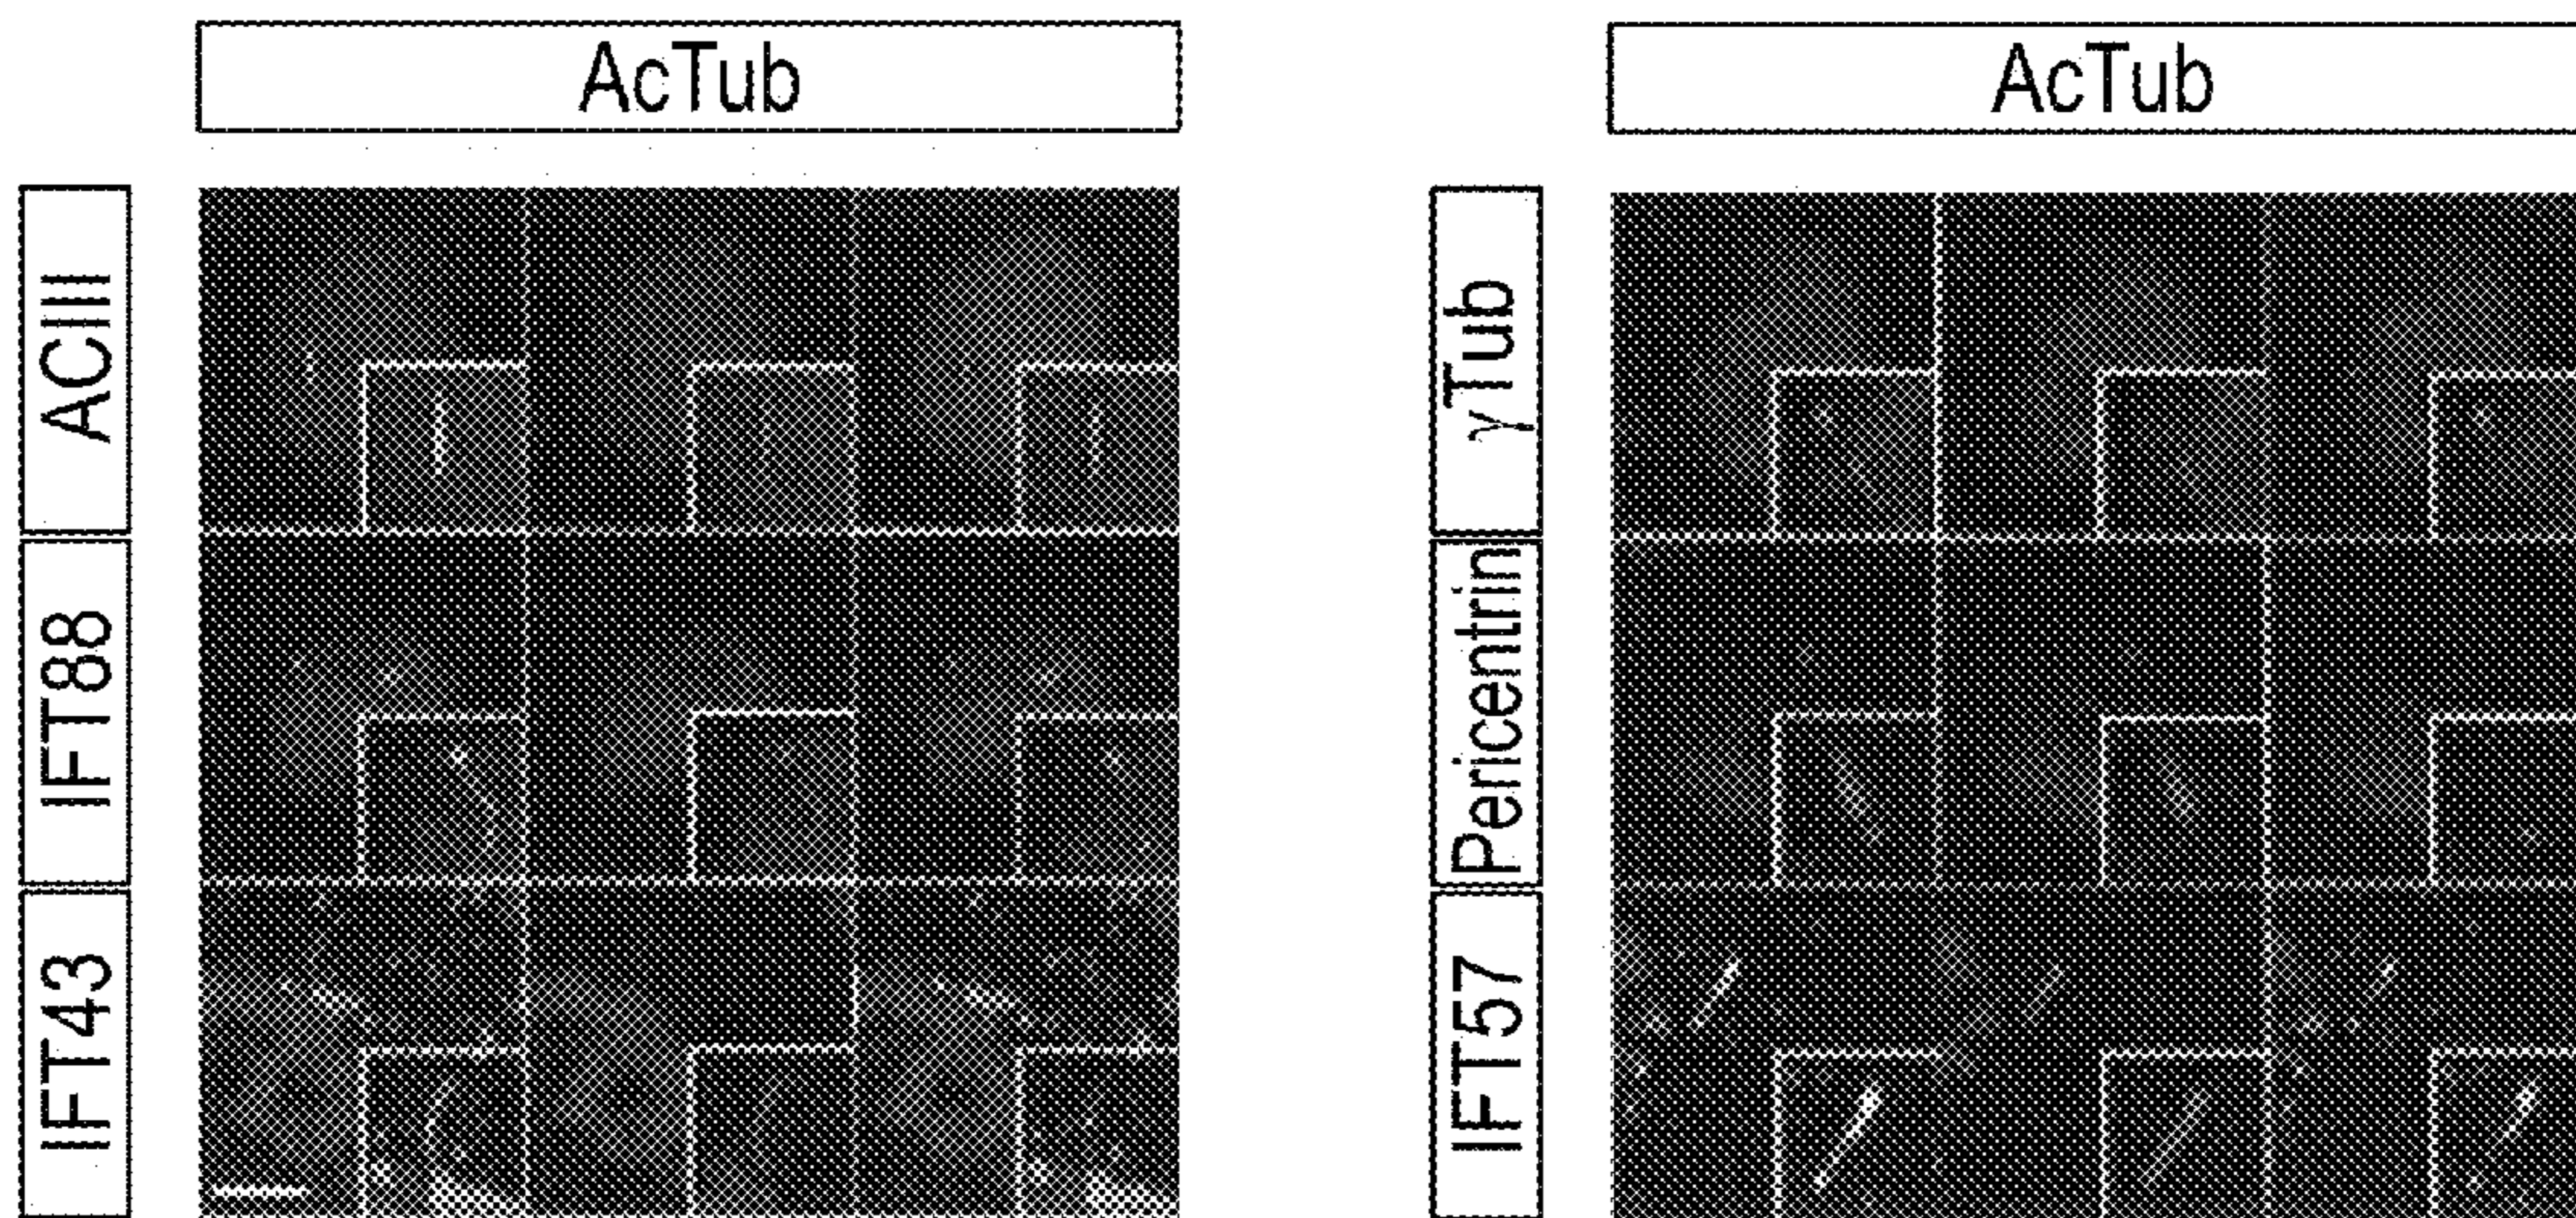 AcTub
ACIII
IFT88
IFT43
AcTub
γTub
Pericentrin
IFT57